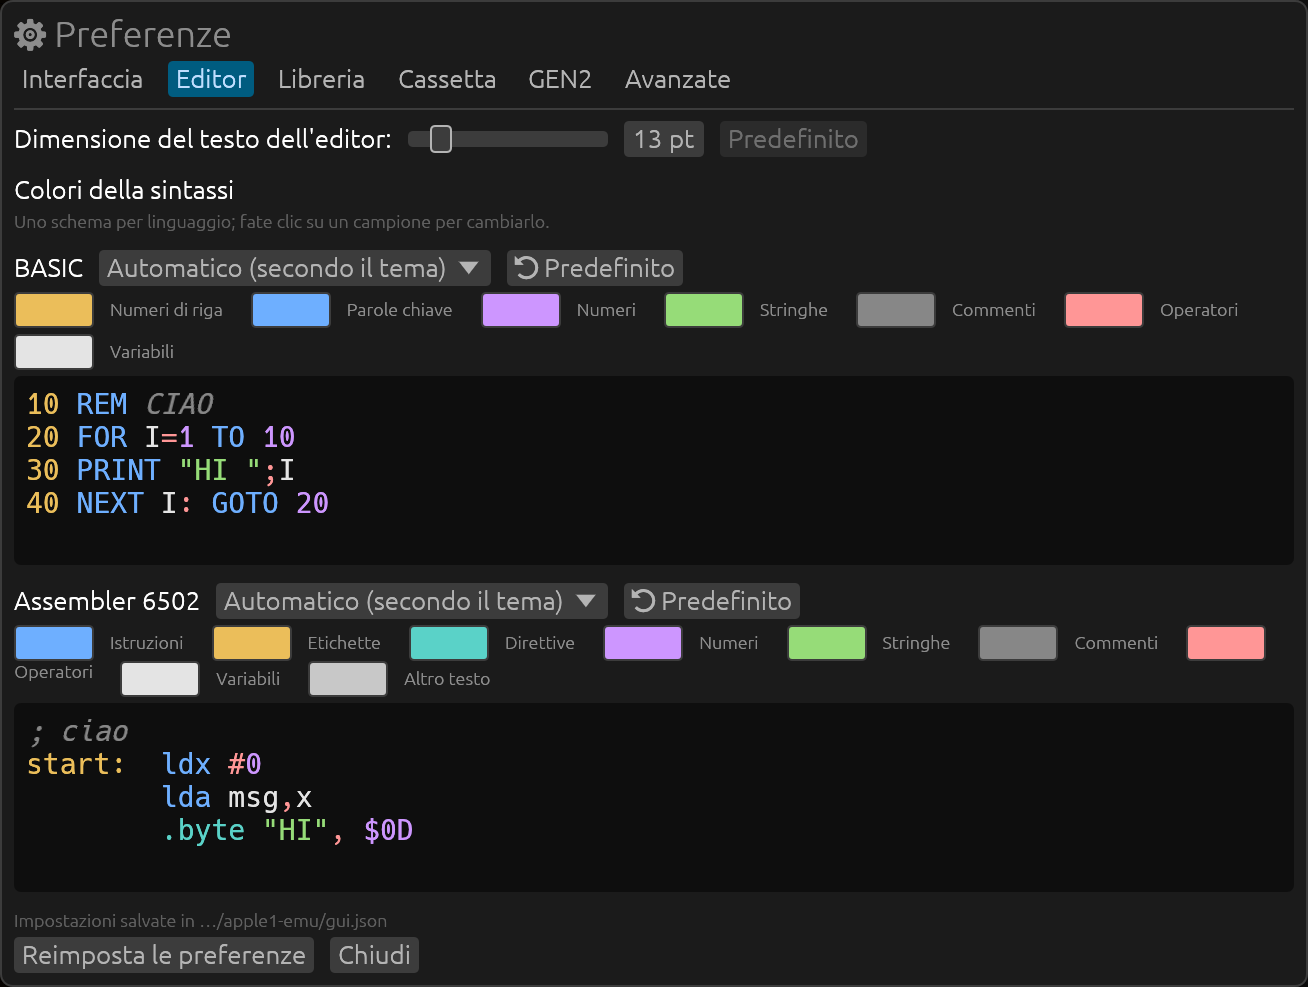 Preferenze
Interfaccia Editor Libreria Cassetta GEN2 Avanzate
Dimensione del testo dell'editor: 13 pt Predefinito
Colori della sintassi
Uno schema per linguaggio; fate clic su un campione per cambiarlo.
BASIC Automatico (secondo il tema) Predefinito
Numeri di riga Parole chiave Numeri Stringhe Commenti Operatori
Variabili
10 REM CIAO
20 FOR I=1 TO 10
30 PRINT "HI ";I
40 NEXT I: GOTO 20
Assembler 6502 Automatico (secondo il tema) Predefinito
Istruzioni Etichette Direttive Numeri Stringhe Commenti
Operatori Variabili Altro testo
; ciao
start: ldx #0
lda msg,x
.byte "HI", $0D
Impostazioni salvate in …/apple1-emu/gui.json
Reimposta le preferenze Chiudi